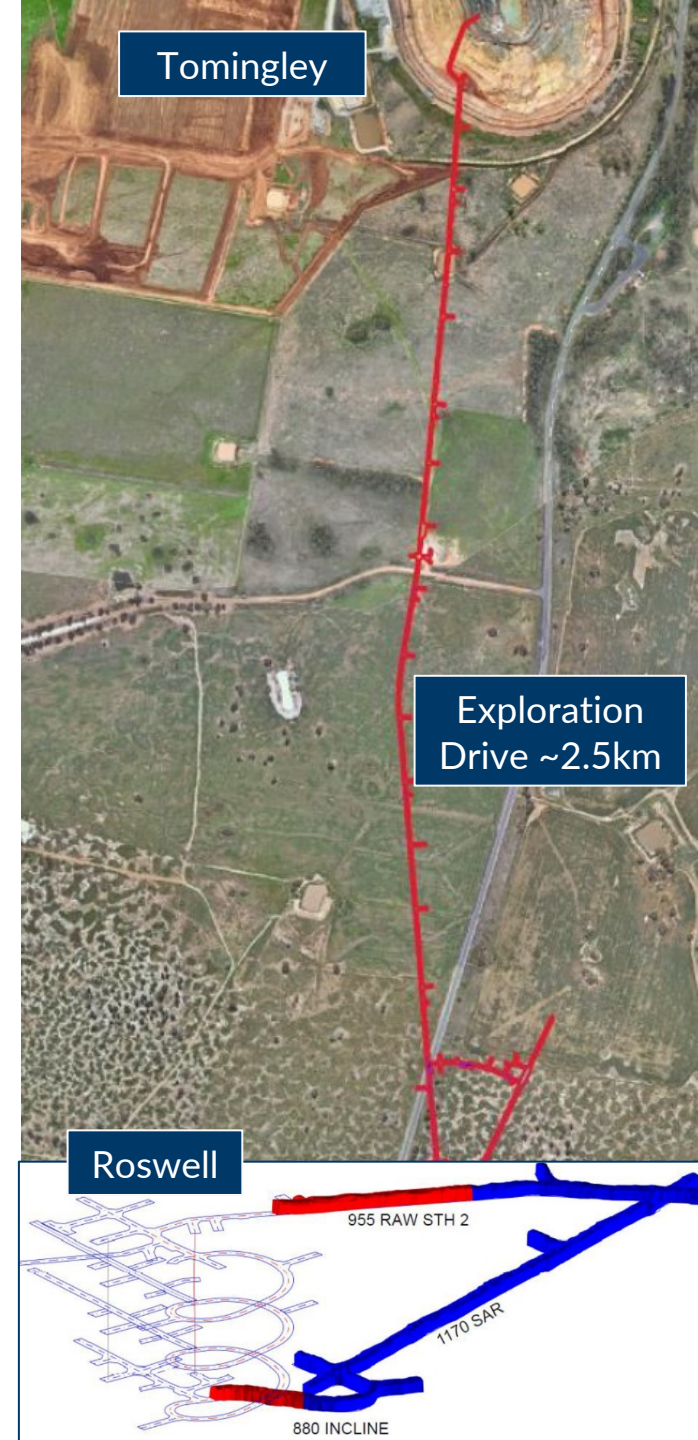 Tomingley
Exploration
Drive ~2.5km
Roswell
955 RAW STH 2
1170 SAR
880 INCLINE